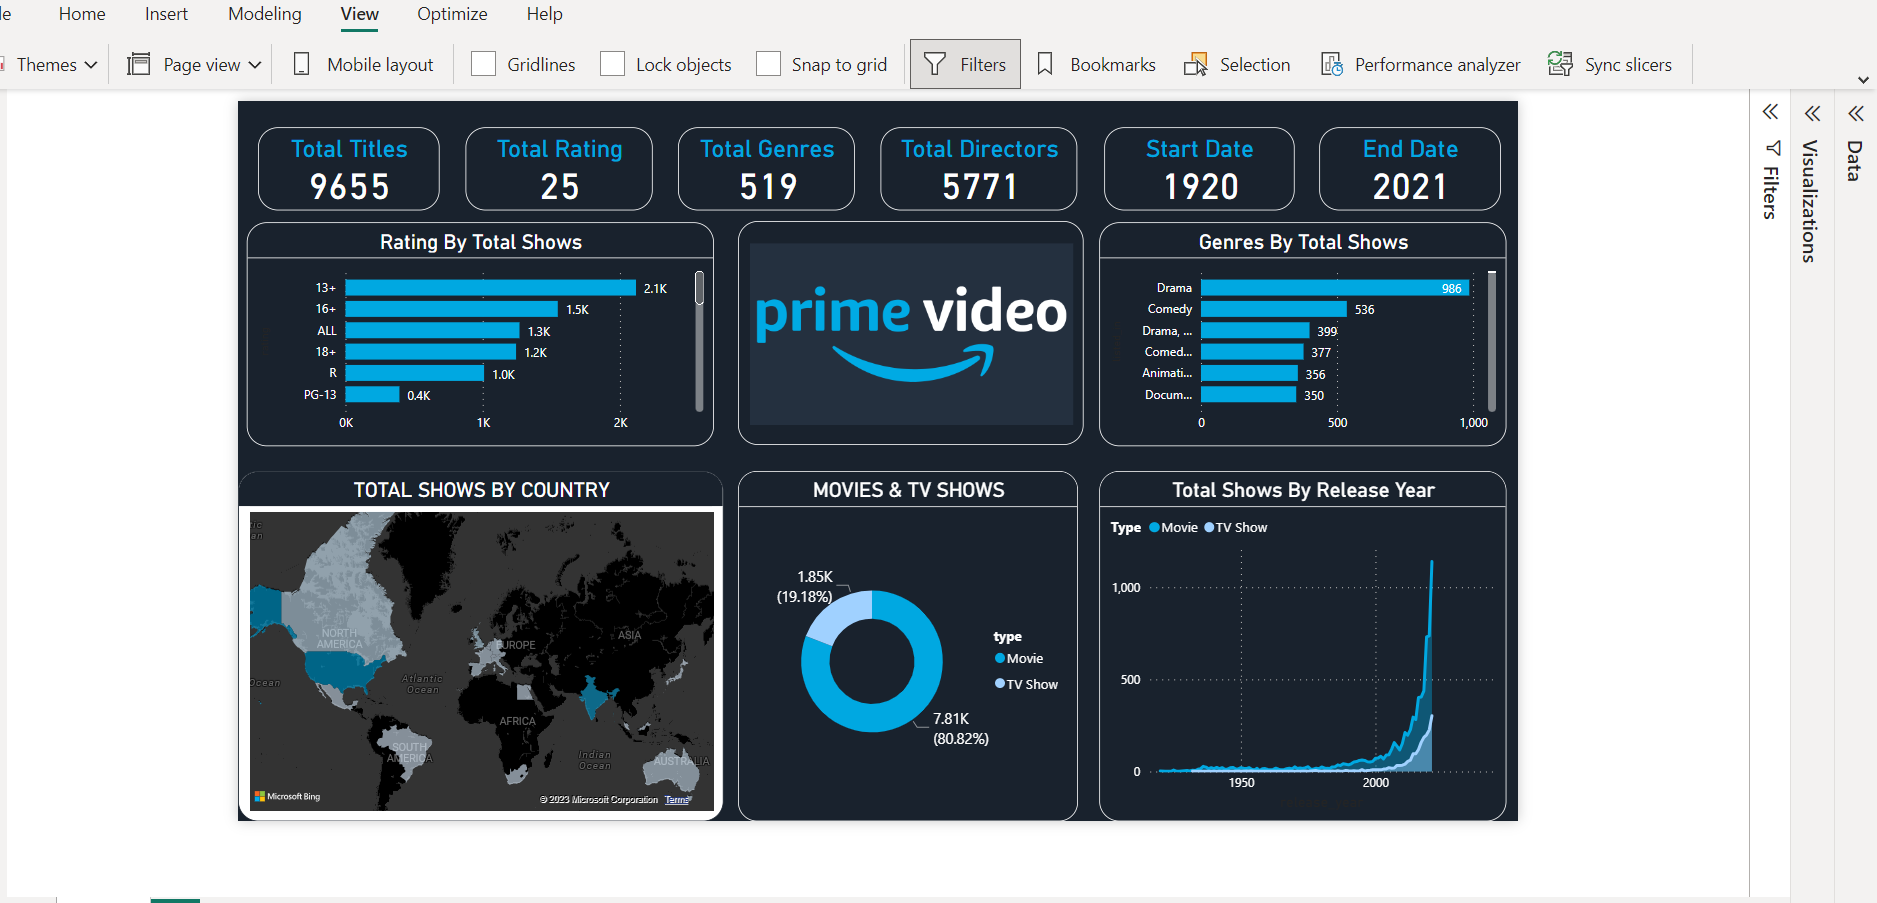 Home Insert Modeling View Optimize Help
Themes Page view Mobile layout Gridlines Lock objects Snap to grid Filters Bookmarks Selection Performance analyzer Sync slicers
Filters
Visualizations
Data
Total Titles
9655
Total Rating
25
Total Genres
519
Total Directors
5771
Start Date
1920
End Date
2021
Rating By Total Shows
13+ 2.1K
16+ 1.5K
ALL 1.3K
18+ 1.2K
R 1.0K
PG-13 0.4K
0K 1K 2K
prime video
Genres By Total Shows
Drama 986
Comedy 536
Drama, ... 399
Comed... 377
Animati... 356
Docum... 350
0 500 1,000
TOTAL SHOWS BY COUNTRY
NORTH
AMERICA
EUROPE
ASIA
Atlantic
Ocean
AFRICA
SOUTH
AMERICA
Indian
Ocean
AUSTRALIA
Microsoft Bing
© 2023 Microsoft Corporation Terms
MOVIES & TV SHOWS
1.85K
(19.18%)
7.81K
(80.82%)
type
Movie
TV Show
Total Shows By Release Year
Type Movie TV Show
1,000
500
0
1950 2000